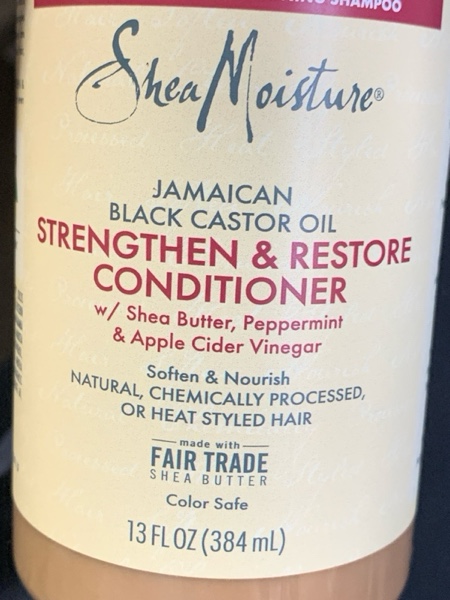 SHAMPOO
SheaMoisture®
JAMAICAN
BLACK CASTOR OIL
STRENGTHEN & RESTORE
CONDITIONER
w/ Shea Butter, Peppermint
& Apple Cider Vinegar
Soften & Nourish
NATURAL, CHEMICALLY PROCESSED,
OR HEAT STYLED HAIR
made with
FAIR TRADE
SHEA BUTTER
Color Safe
13 FL OZ (384 mL)